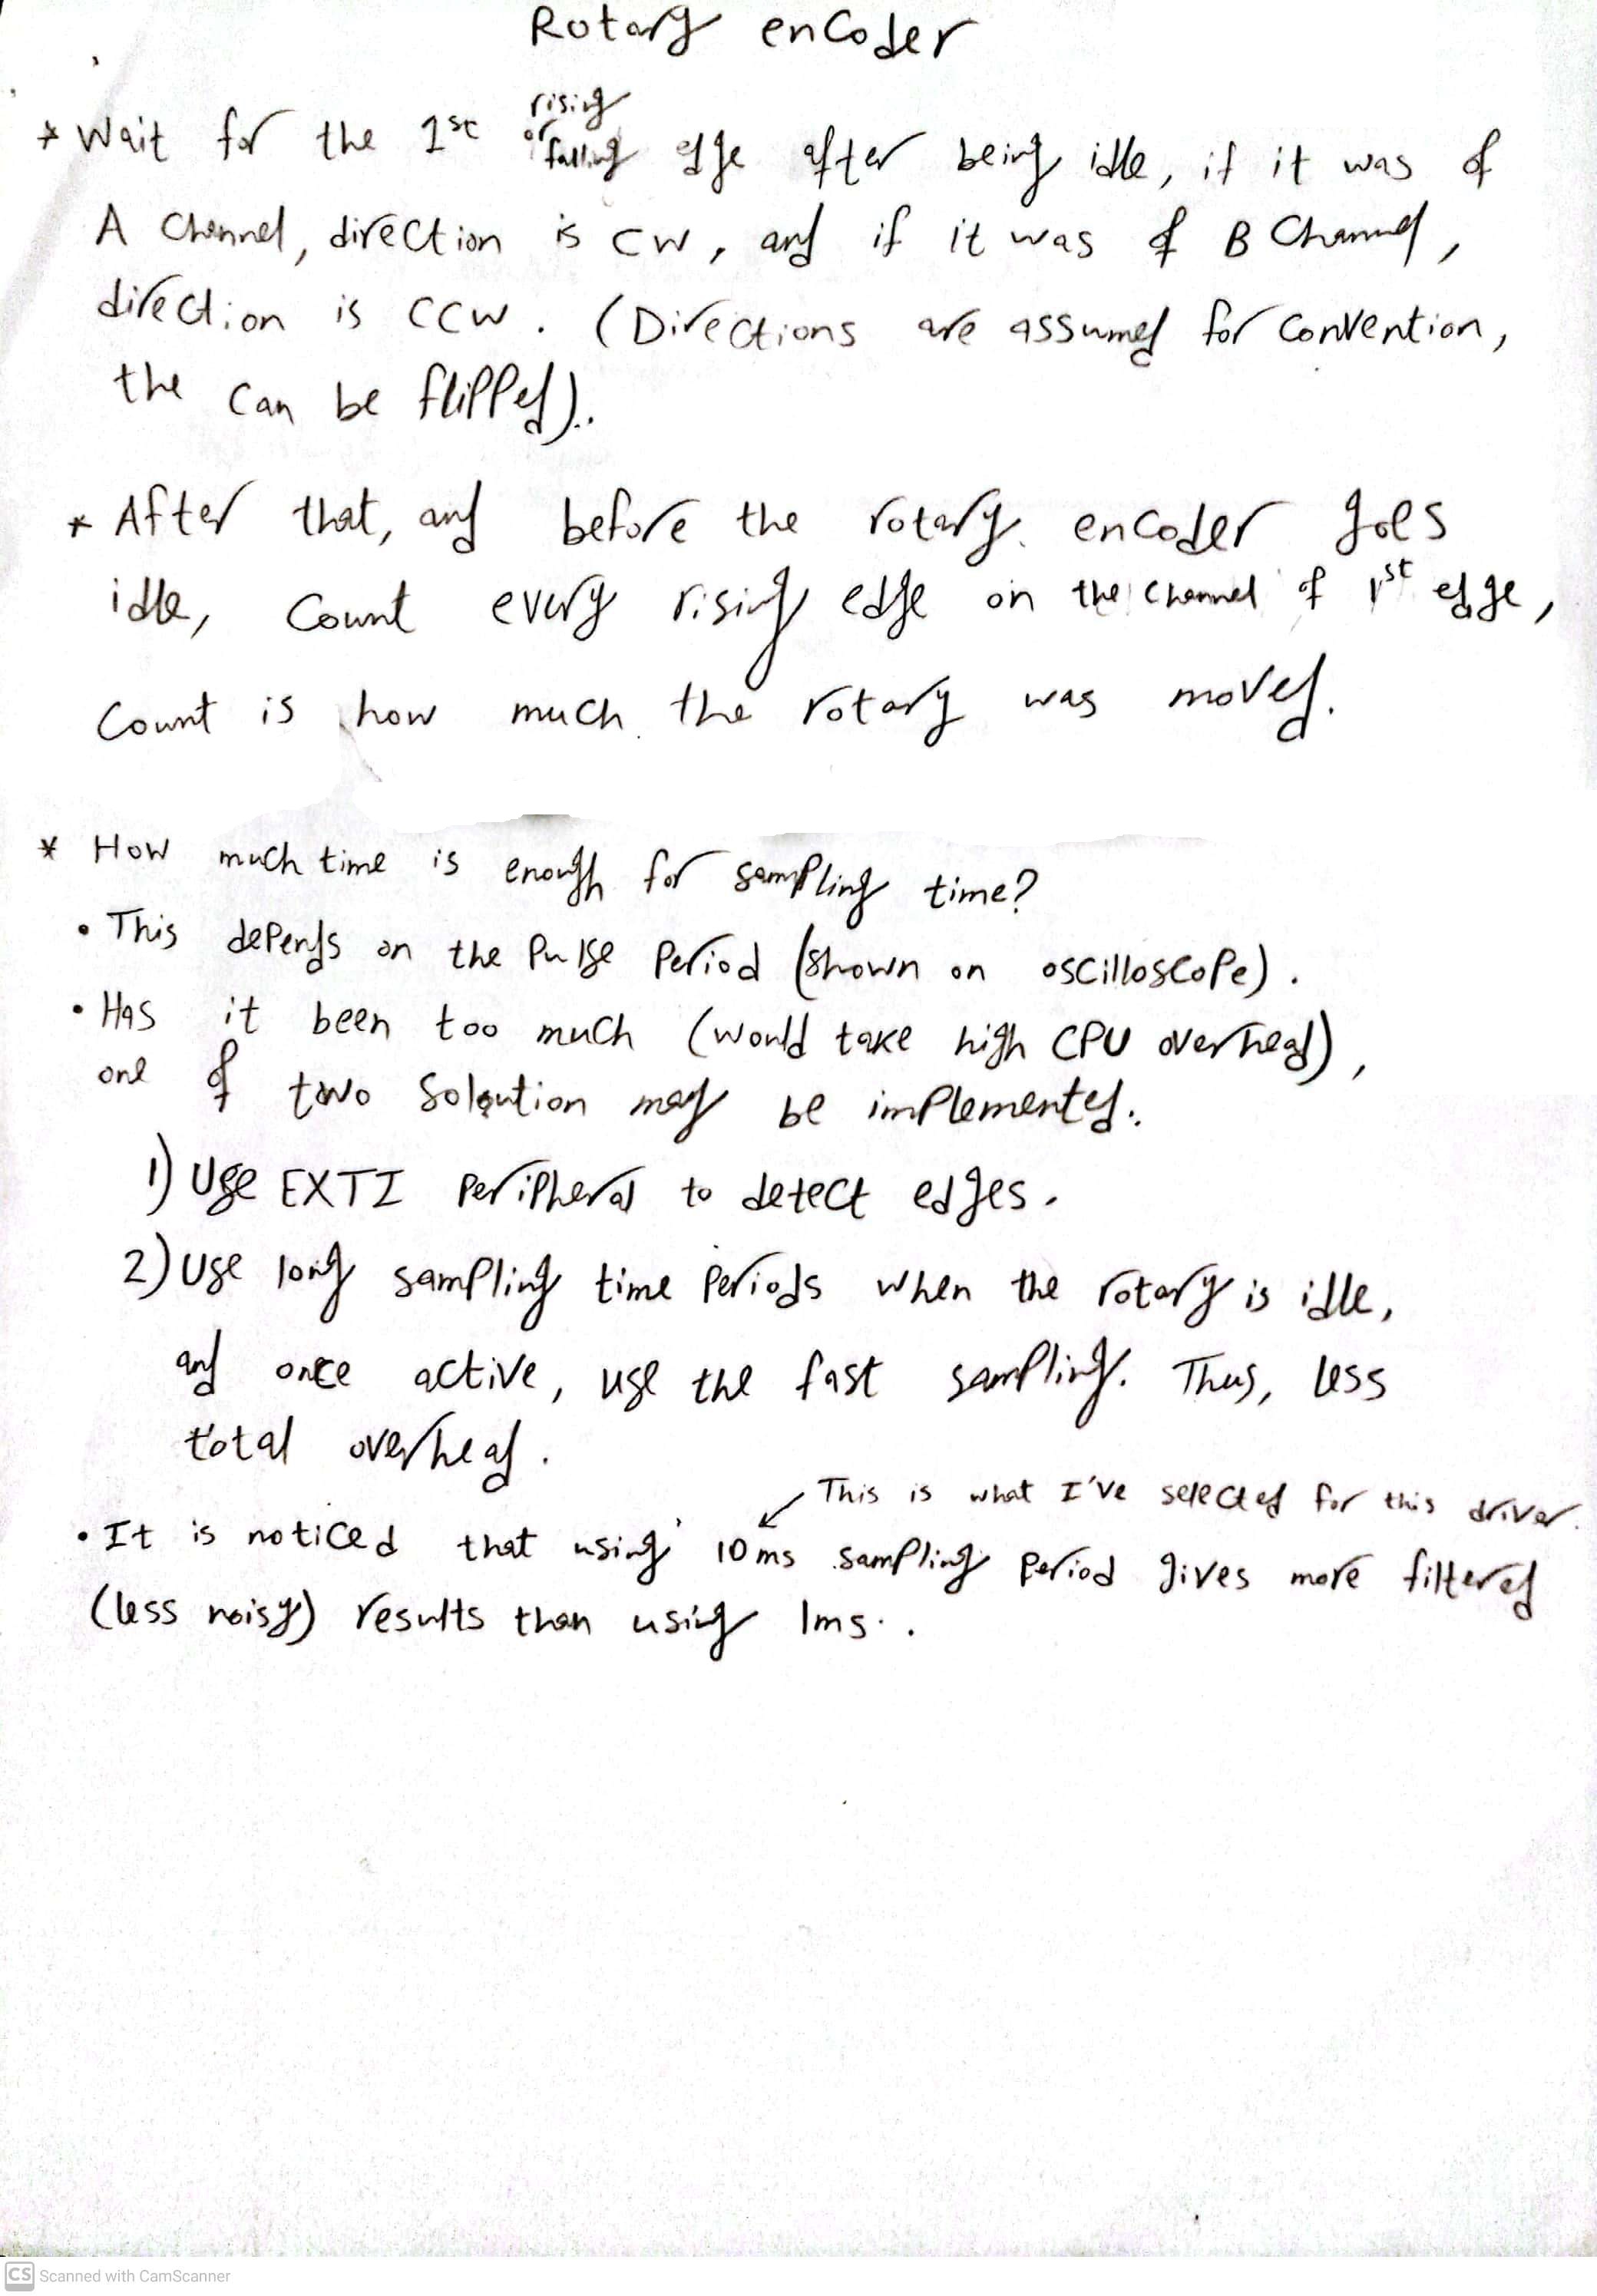 Rotary encoder
* Wait for the 1st rising or falling edge after being idle, if it was of
A Channel, direction is CW, and if it was of B Channel,
direction is CCW. (Directions are assumed for convention,
the can be flipped).
* After that, and before the rotary encoder goes
idle, Count every rising edge on the channel of 1st edge,
Count is how much the rotary was moved.
* How much time is enough for sampling time?
• This depends on the Pulse Period (shown on oscilloscope).
• Has it been too much (would take high CPU overhead),
one of two Soloution may be implemented.
1) Use EXTI Peripheral to detect edges.
2) Use long sampling time Periods when the rotary is idle,
and once active, use the fast sampling. Thus, less
total overhead.
This is what I've selected for this driver.
• It is noticed that using 10ms sampling Period gives more filtered
(less noisy) results than using 1ms.
CS Scanned with CamScanner